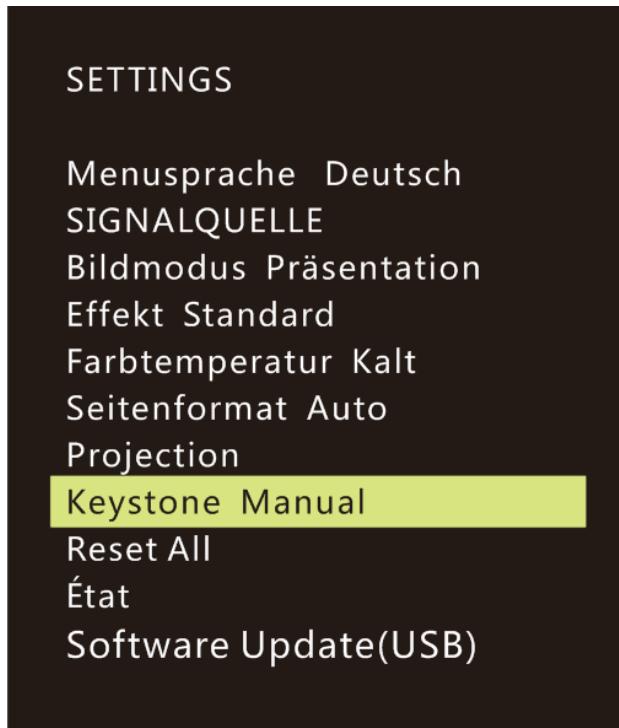 SETTINGS
Menusprache Deutsch
SIGNALQUELLE
Bildmodus Präsentation
Effekt Standard
Farbtemperatur Kalt
Seitenformat Auto
Projection
Keystone Manual
Reset All
État
Software Update(USB)